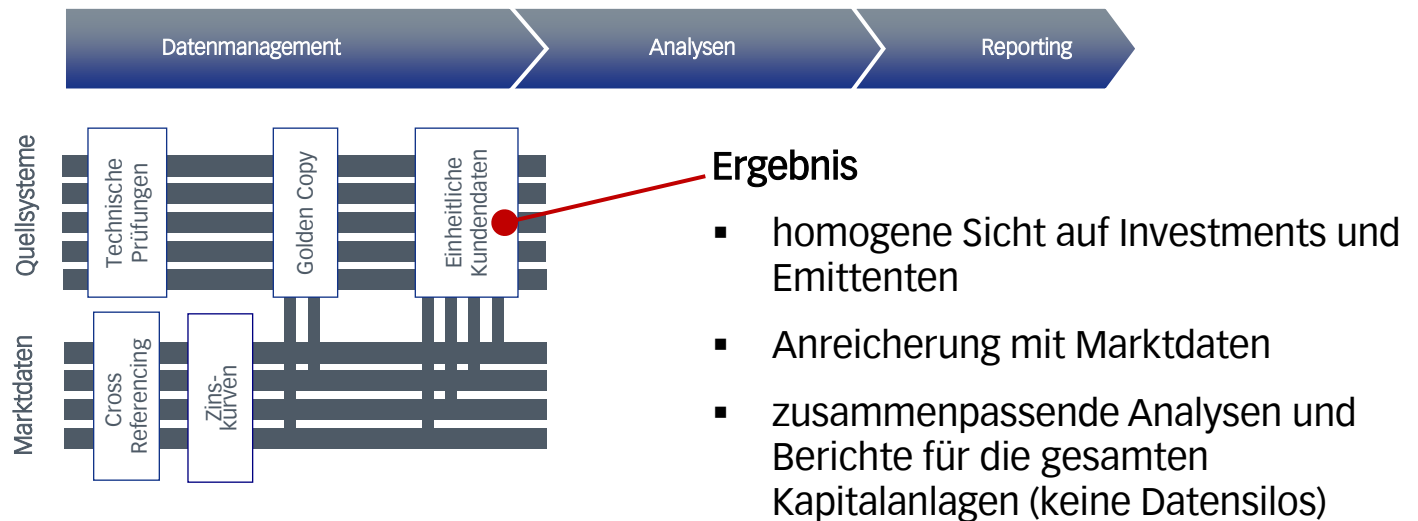 Datenmanagement
Analysen
Reporting
Quellsysteme
Technische
Prüfungen
Golden Copy
Einheitliche
Kundendaten
Marktdaten
Cross
Referencing
Zins-
kurven
Ergebnis
▪ homogene Sicht auf Investments und
Emittenten
▪ Anreicherung mit Marktdaten
▪ zusammenpassende Analysen und
Berichte für die gesamten
Kapitalanlagen (keine Datensilos)